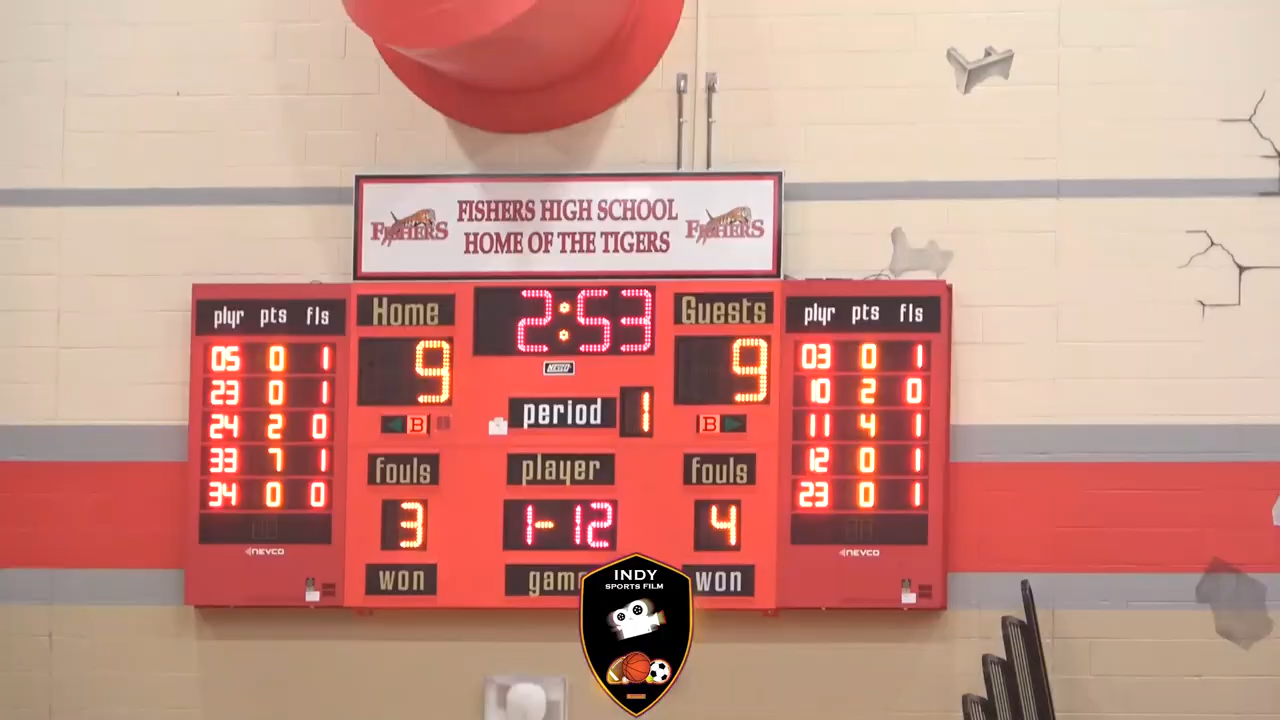 FISHERS HIGH SCHOOL
HOME OF THE TIGERS
FISHERS
FISHERS
plyr pts fls
05 0 1
23 0 1
24 2 0
33 7 1
34 0 0
NEVCO
Home
9
2:53
NEVCO
Guests
9
B
period 1
B
fouls
3
player
1-12
fouls
4
won
game
won
plyr pts fls
03 0 1
10 2 0
11 4 1
12 0 1
23 0 1
NEVCO
INDY
SPORTS FILM